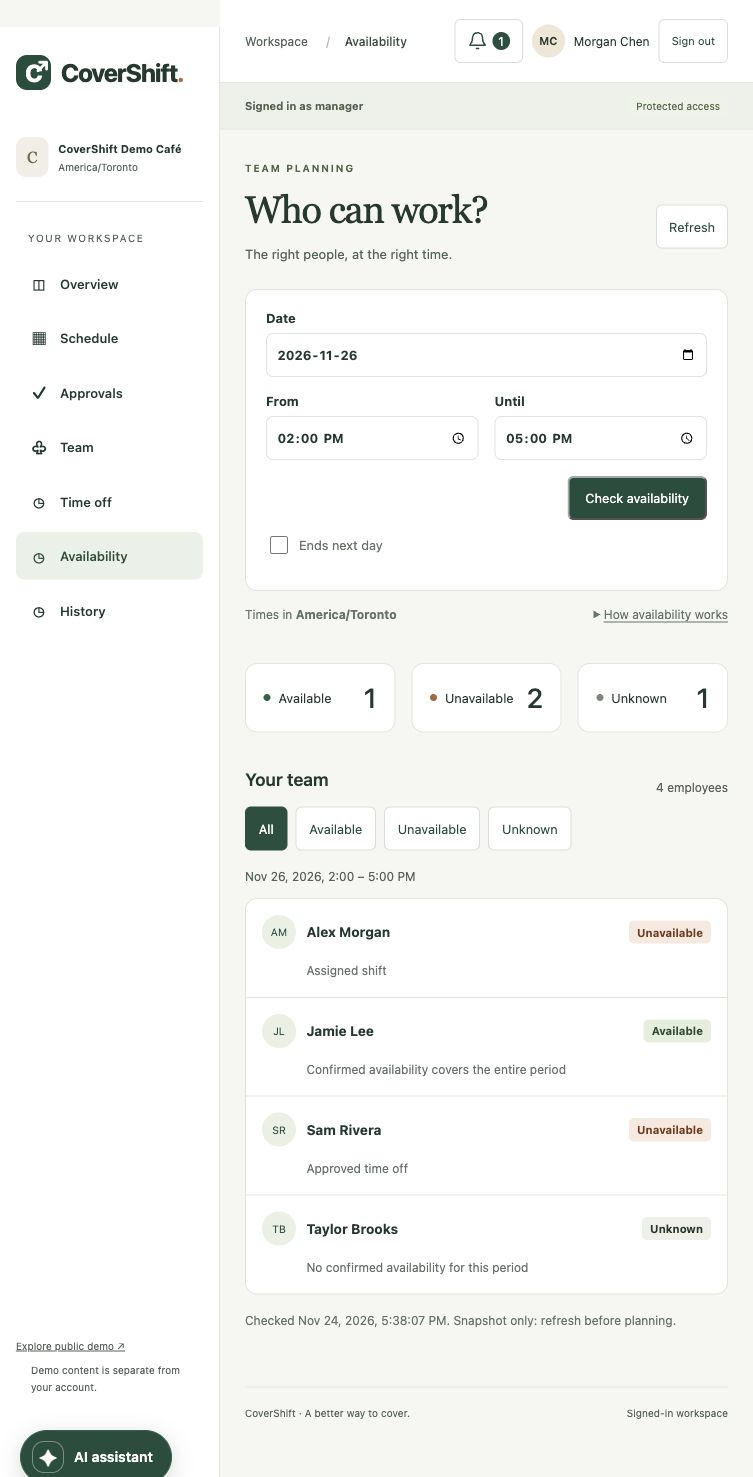 CoverShift.
C
CoverShift Demo Café
America/Toronto
YOUR WORKSPACE
Overview
Schedule
Approvals
Team
Time off
Availability
History
Explore public demo ↗
Demo content is separate from
your account.
AI assistant
Workspace / Availability
1
MC
Morgan Chen
Sign out
Signed in as manager
Protected access
TEAM PLANNING
Who can work?
The right people, at the right time.
Refresh
Date
2026-11-26
From
Until
02:00 PM
05:00 PM
Check availability
Ends next day
Times in America/Toronto
How availability works
Available 1
Unavailable 2
Unknown 1
Your team
4 employees
All
Available
Unavailable
Unknown
Nov 26, 2026, 2:00 – 5:00 PM
AM
Alex Morgan
Unavailable
Assigned shift
JL
Jamie Lee
Available
Confirmed availability covers the entire period
SR
Sam Rivera
Unavailable
Approved time off
TB
Taylor Brooks
Unknown
No confirmed availability for this period
Checked Nov 24, 2026, 5:38:07 PM. Snapshot only: refresh before planning.
CoverShift · A better way to cover.
Signed-in workspace